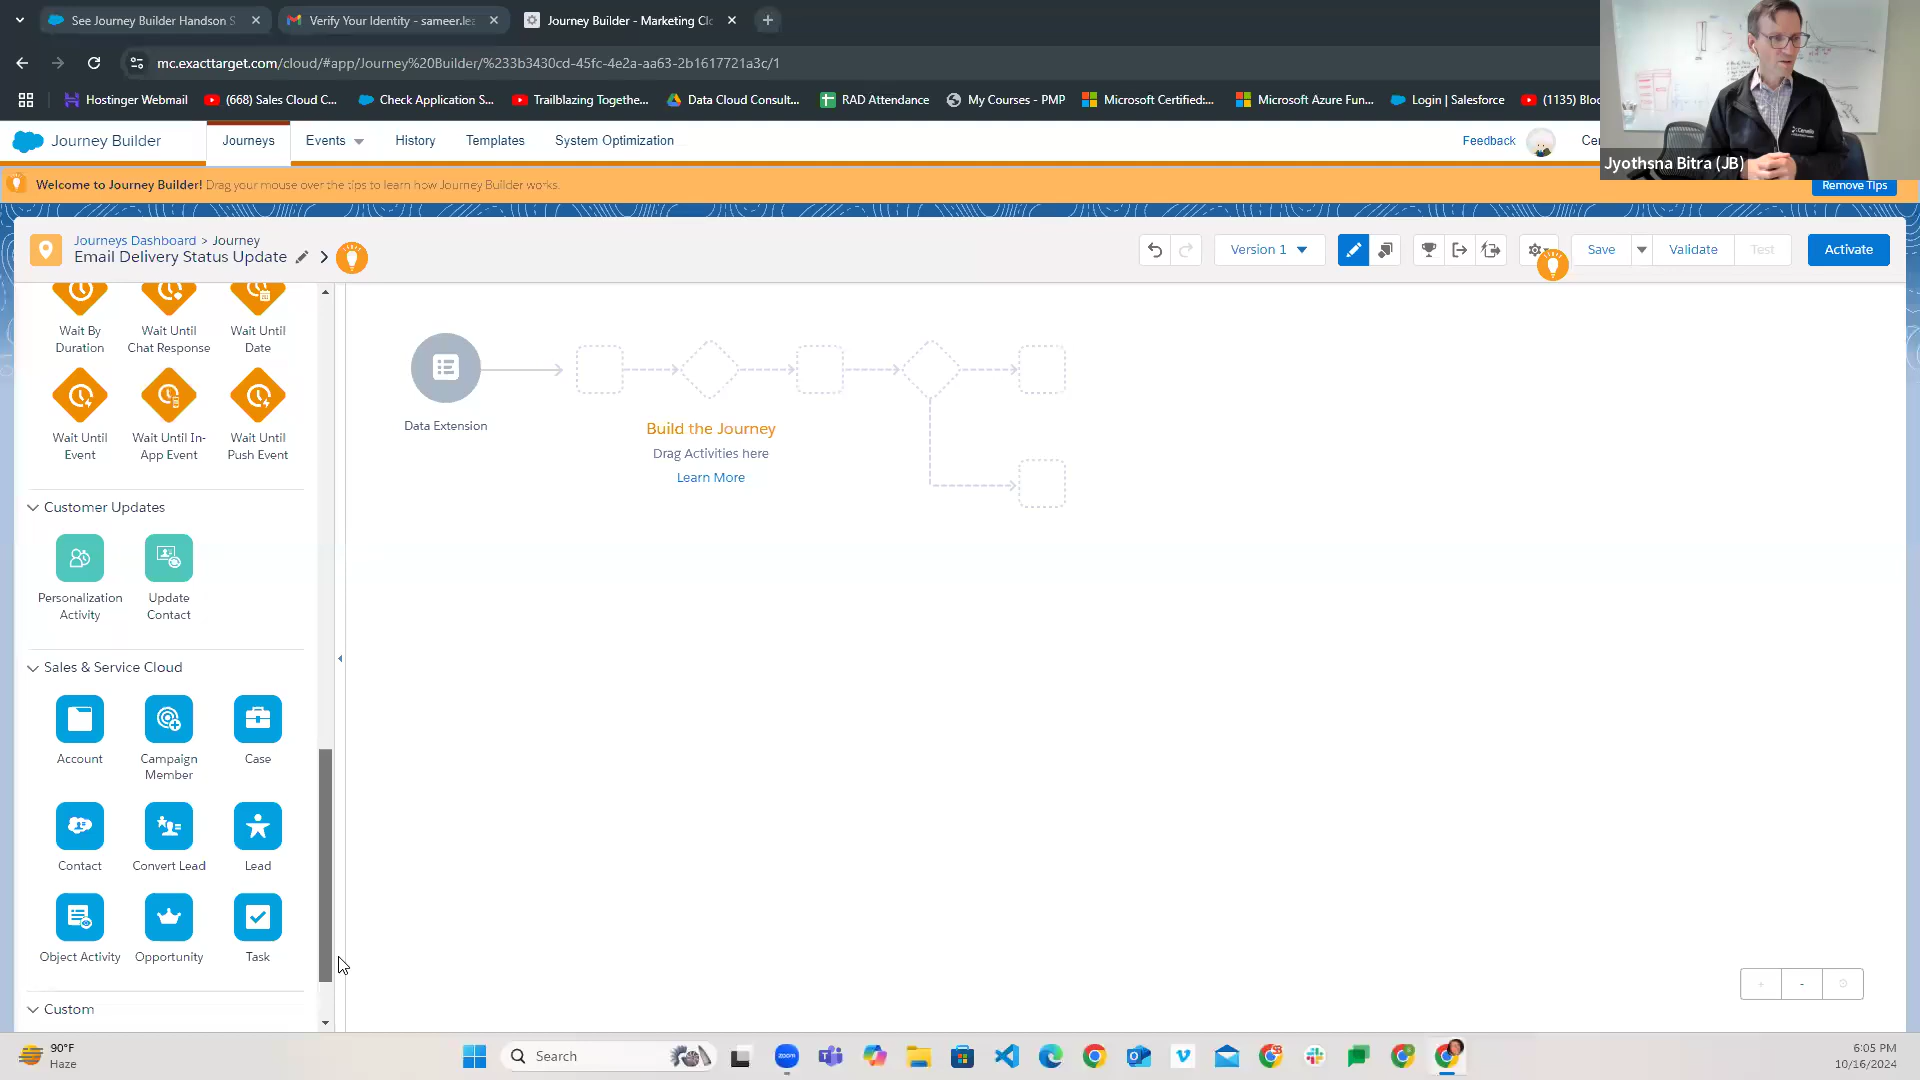 See Journey Builder Handson S
Verify Your Identity - sameer.le
Journey Builder - Marketing Cl
mc.exacttarget.com/cloud/#app/Journey%20Builder/%233b3430cd-45fc-4e2a-aa63-2b1617721a3c/1
Hostinger Webmail
(668) Sales Cloud C...
Check Application S...
Trailblazing Togethe...
Data Cloud Consult...
RAD Attendance
My Courses - PMP
Microsoft Certified:...
Microsoft Azure Fun...
Login | Salesforce
(1135) Bloc
Journey Builder
Journeys
Events
History
Templates
System Optimization
Feedback
Cer
Jyothsna Bitra (JB)
Welcome to Journey Builder! Drag your mouse over the tips to learn how Journey Builder works.
Remove Tips
Journeys Dashboard > Journey
Email Delivery Status Update
Version 1
Save
Validate
Test
Activate
Wait By Duration
Wait Until Chat Response
Wait Until Date
Wait Until Event
Wait Until In-App Event
Wait Until Push Event
Customer Updates
Personalization Activity
Update Contact
Sales & Service Cloud
Account
Campaign Member
Case
Contact
Convert Lead
Lead
Object Activity
Opportunity
Task
Custom
Data Extension
Build the Journey
Drag Activities here
Learn More
90°F
Haze
Search
zoom
6:05 PM
10/16/2024